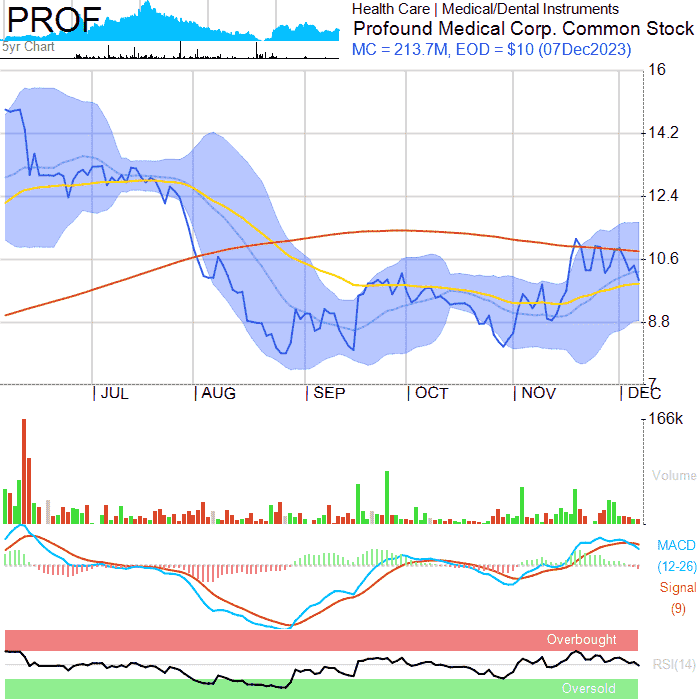 PROF
Health Care | Medical/Dental Instruments
Profound Medical Corp. Common Stock
5yr Chart
MC = 213.7M, EOD = $10 (07Dec2023)
16
14.2
12.4
10.6
8.8
7
JUL AUG SEP OCT NOV DEC
166k
Volume
MACD
(12-26)
Signal
(9)
Overbought
RSI(14)
Oversold